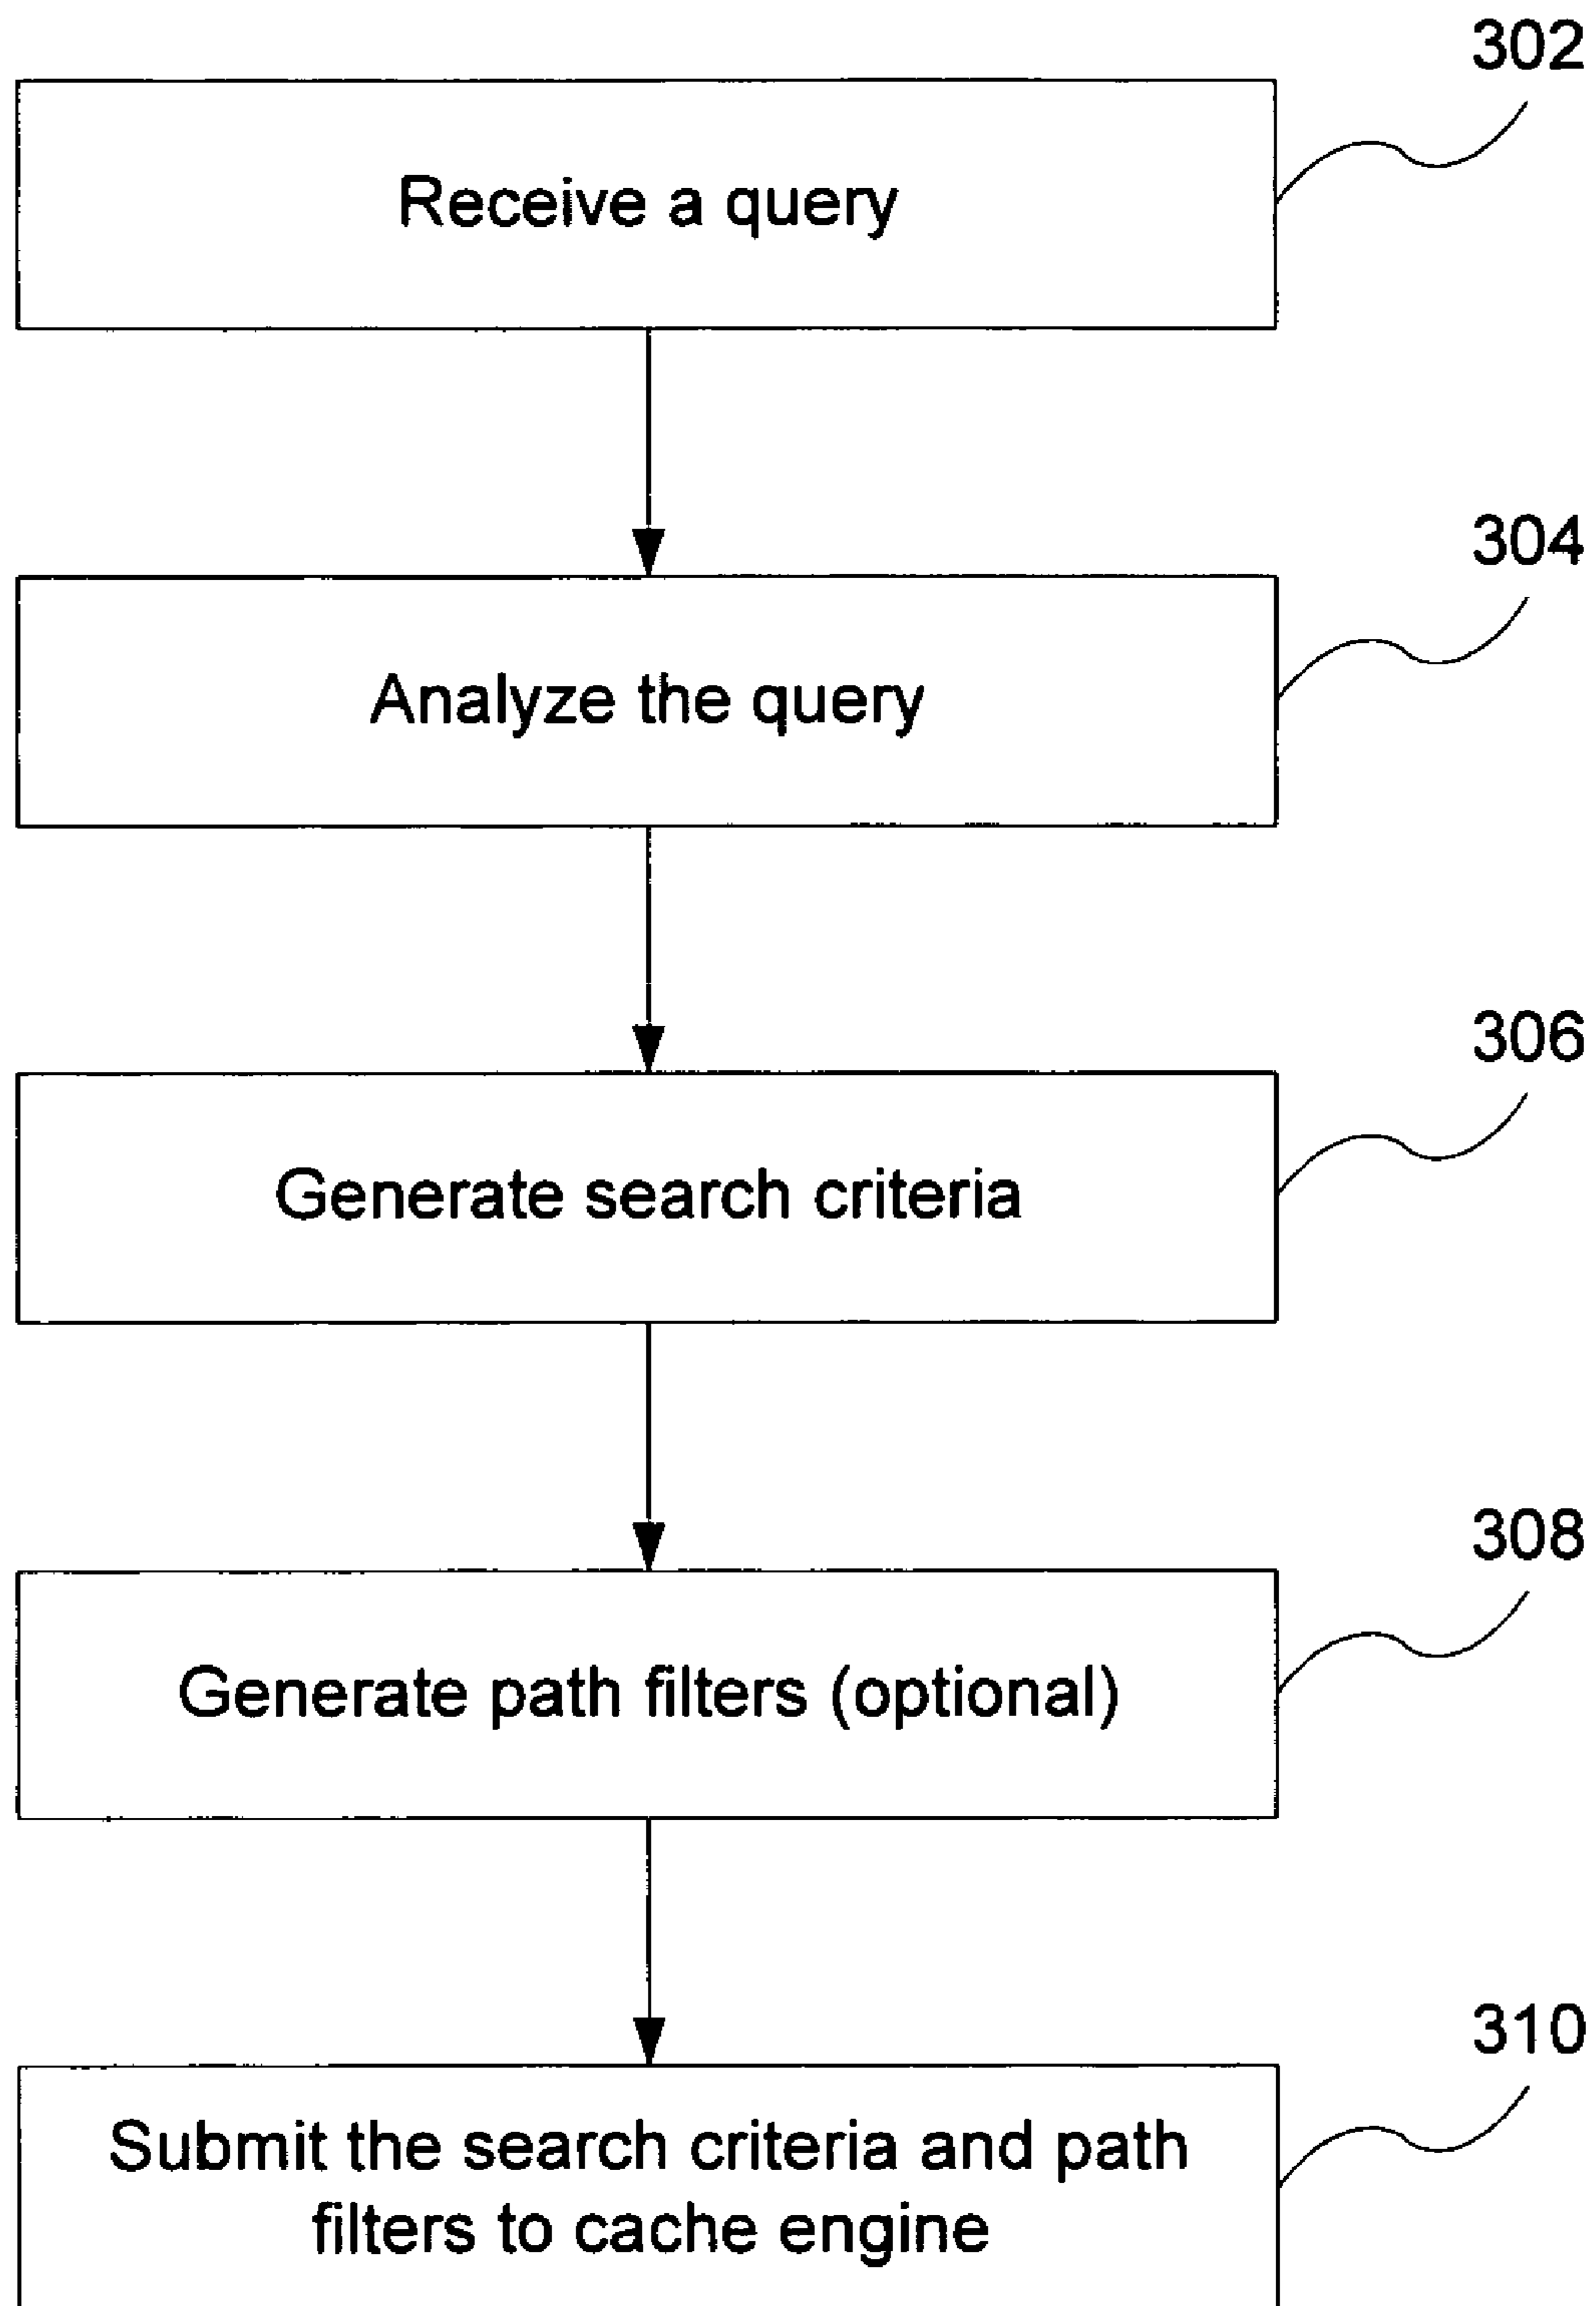 302
Receive a query
304
Analyze the query
306
Generate search criteria
308
Generate path filters (optional)
310
Submit the search criteria and path
filters to cache engine